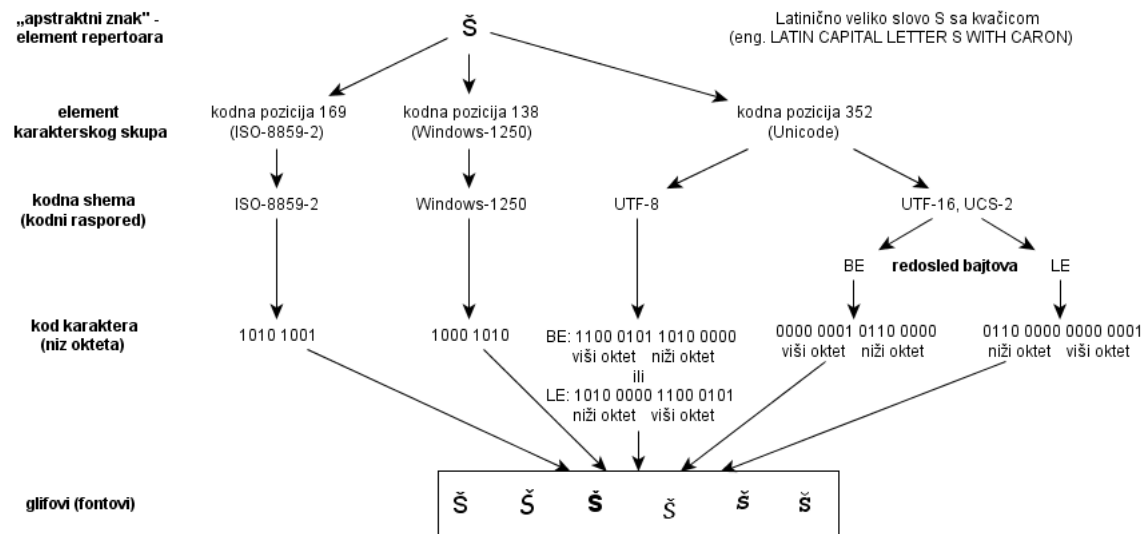 „apstraktni znak" -
element repertoara
Š
Latinično veliko slovo S sa kvačicom
(eng. LATIN CAPITAL LETTER S WITH CARON)
element
karakterskog skupa
kodna pozicija 169
(ISO-8859-2)
kodna pozicija 138
(Windows-1250)
kodna pozicija 352
(Unicode)
kodna shema
(kodni raspored)
ISO-8859-2
Windows-1250
UTF-8
UTF-16, UCS-2
BE redosled bajtova LE
kod karaktera
(niz okteta)
1010 1001
1000 1010
BE: 1100 0101 1010 0000
viši oktet niži oktet
ili
LE: 1010 0000 1100 0101
niži oktet viši oktet
0000 0001 0110 0000
viši oktet niži oktet
0110 0000 0000 0001
niži oktet viši oktet
glifovi (fontovi)
Š Š Š Š Š Š